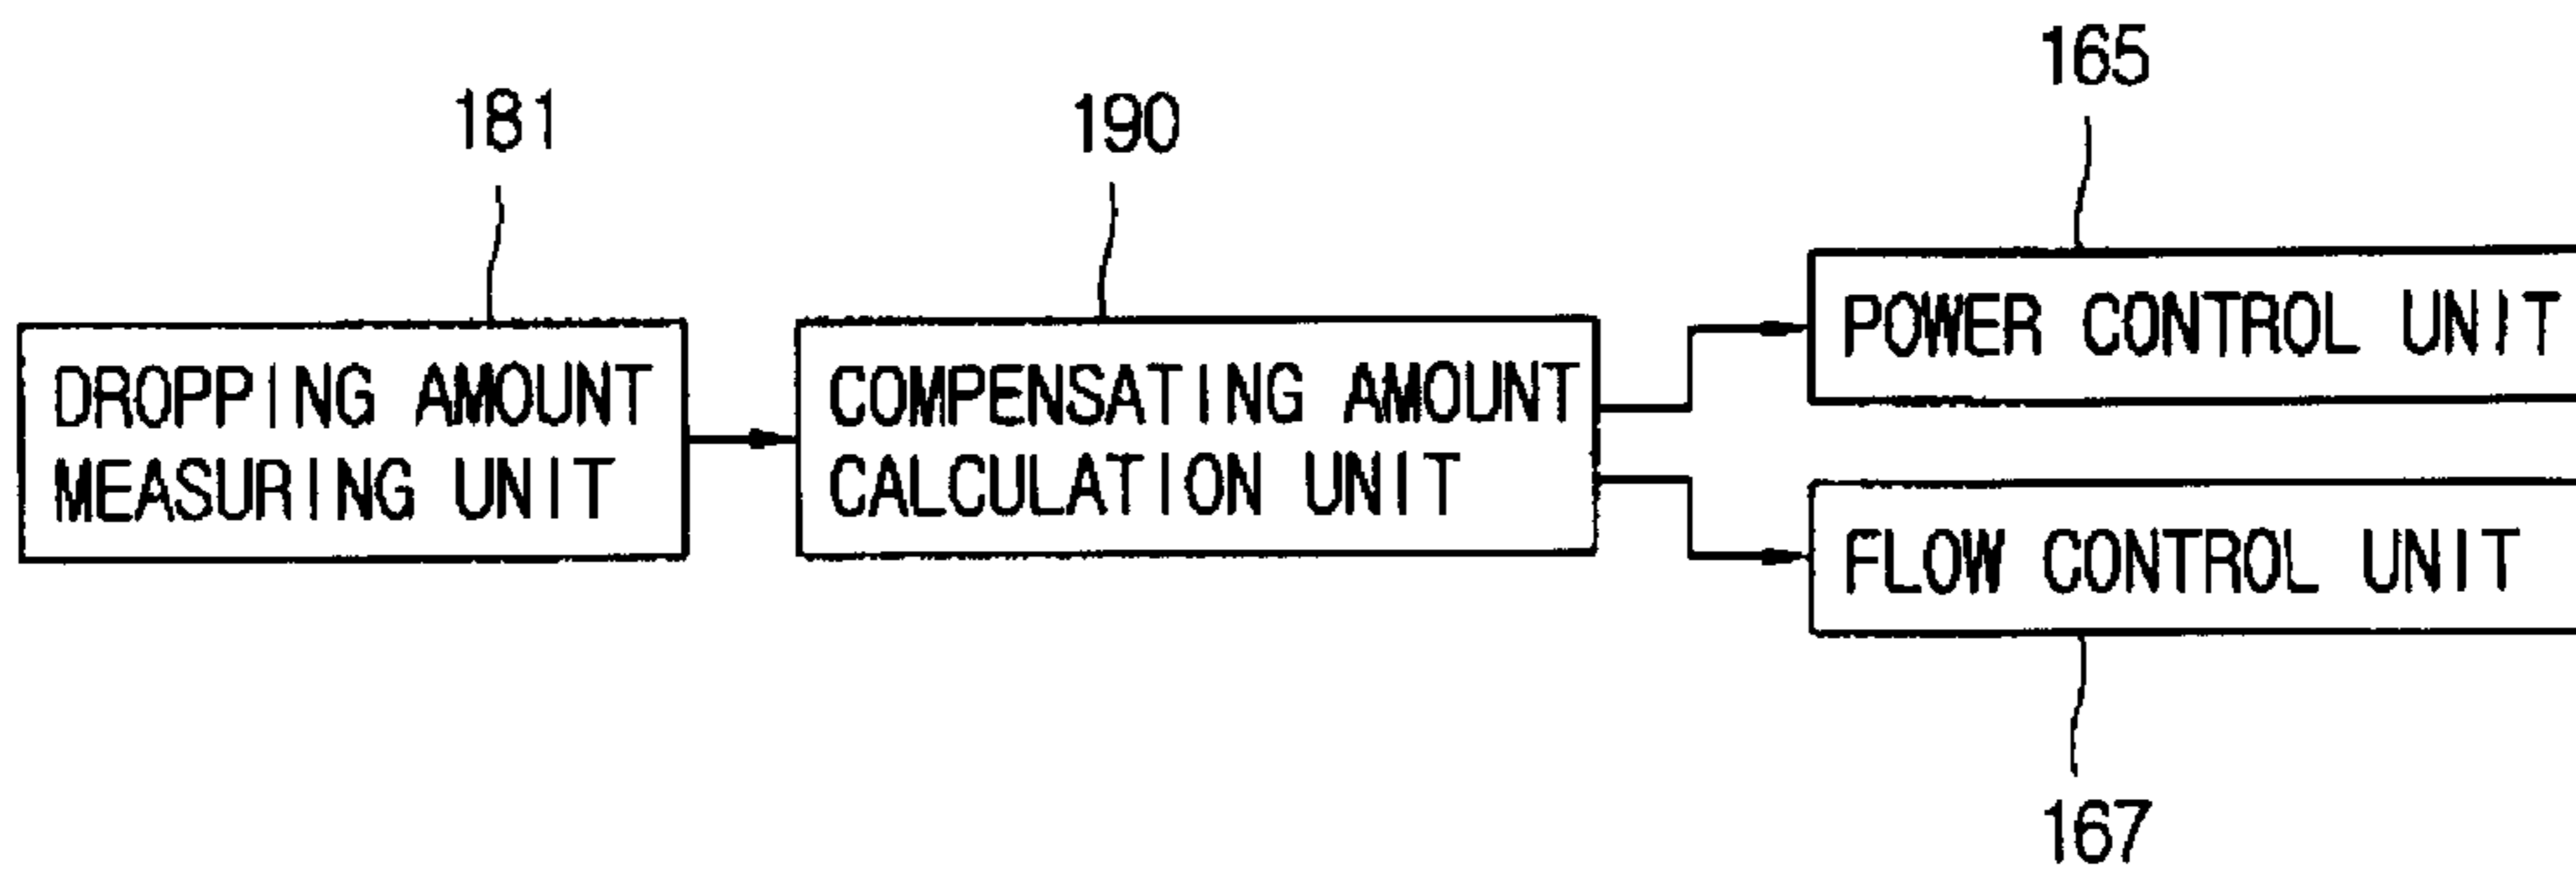 181
190
165
DROPPING AMOUNT
MEASURING UNIT
COMPENSATING AMOUNT
CALCULATION UNIT
POWER CONTROL UNIT
FLOW CONTROL UNIT
167